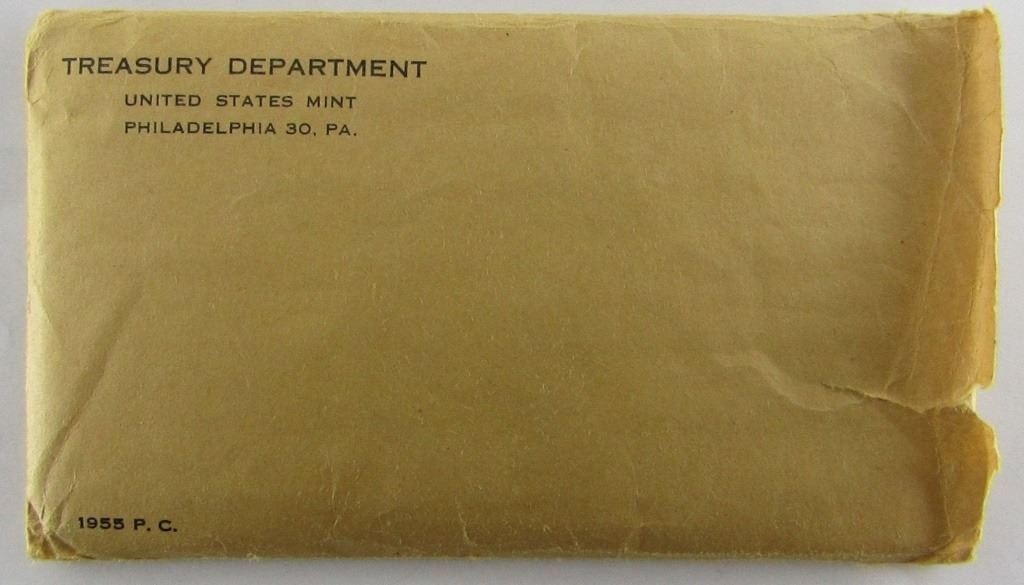 TREASURY DEPARTMENT
UNITED STATES MINT
PHILADELPHIA 30, PA.
1955 P. C.